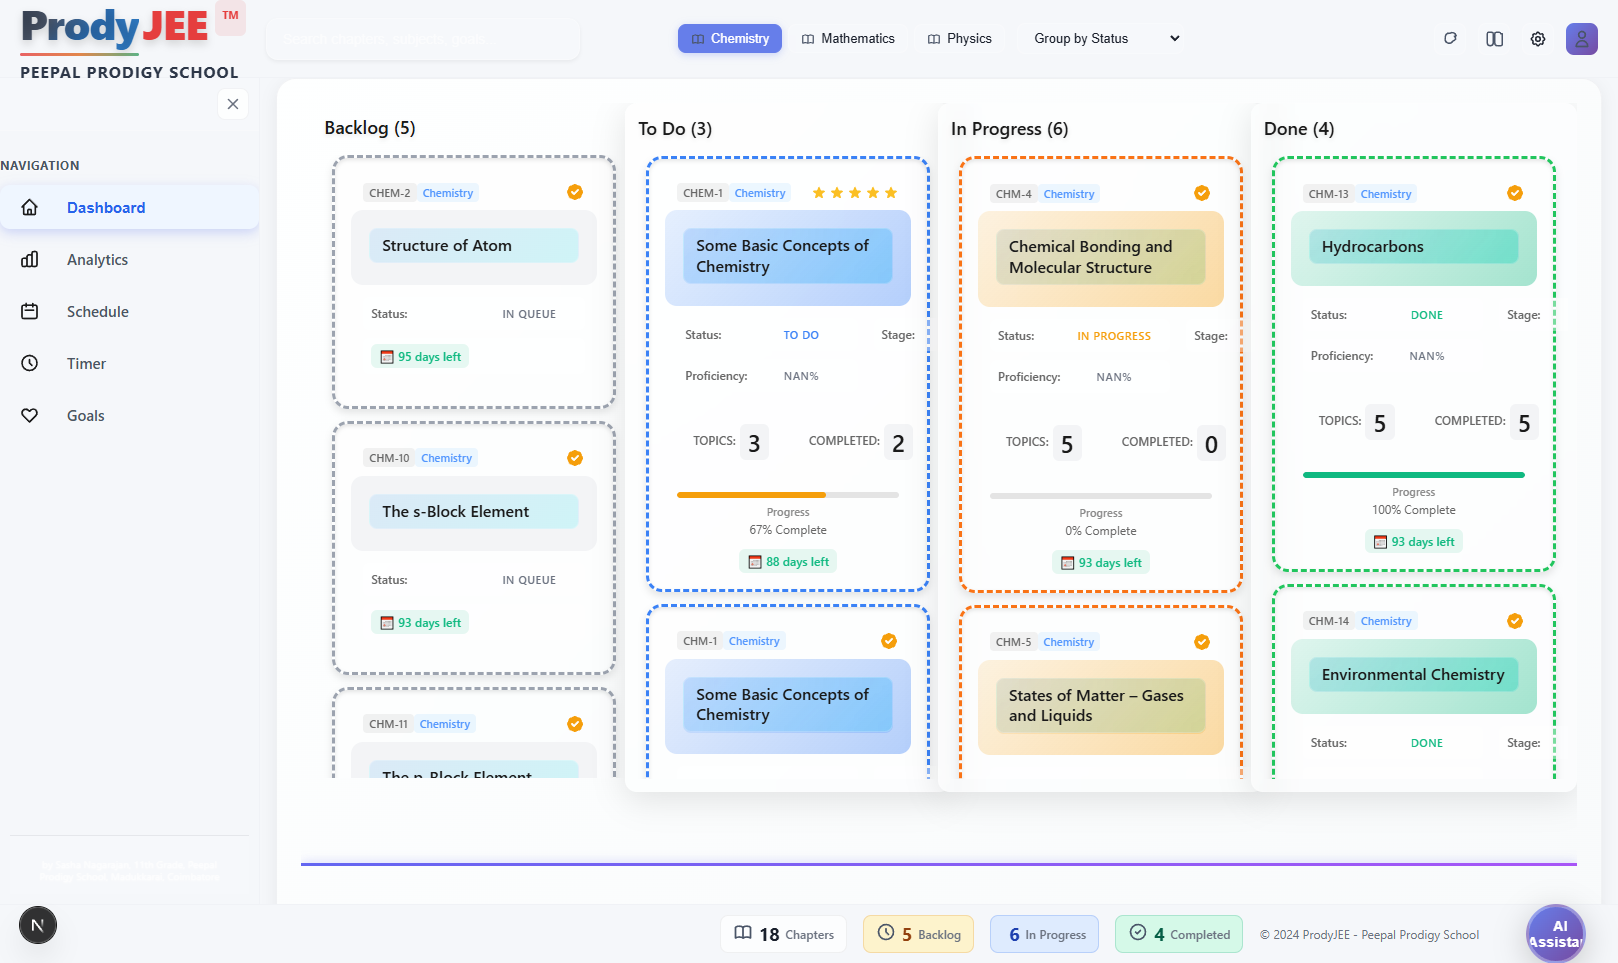 ProdyJEE TM
PEEPAL PRODIGY SCHOOL
Chemistry
Mathematics
Physics
Group by Status
NAVIGATION
Dashboard
Analytics
Schedule
Timer
Goals
N
Backlog (5)
CHEM-2 Chemistry
Structure of Atom
Status: IN QUEUE
95 days left
CHM-10 Chemistry
The s-Block Element
Status: IN QUEUE
93 days left
CHM-11 Chemistry
The p-Block Element
To Do (3)
CHEM-1 Chemistry
Some Basic Concepts of
Chemistry
Status: TO DO Stage:
Proficiency: NAN%
TOPICS: 3 COMPLETED: 2
Progress
67% Complete
88 days left
CHM-1 Chemistry
Some Basic Concepts of
Chemistry
In Progress (6)
CHM-4 Chemistry
Chemical Bonding and
Molecular Structure
Status: IN PROGRESS Stage:
Proficiency: NAN%
TOPICS: 5 COMPLETED: 0
Progress
0% Complete
93 days left
CHM-5 Chemistry
States of Matter – Gases
and Liquids
Done (4)
CHM-13 Chemistry
Hydrocarbons
Status: DONE Stage:
Proficiency: NAN%
TOPICS: 5 COMPLETED: 5
Progress
100% Complete
93 days left
CHM-14 Chemistry
Environmental Chemistry
Status: DONE Stage:
18 Chapters
5 Backlog
6 In Progress
4 Completed
© 2024 ProdyJEE - Peepal Prodigy School
AI
Assista